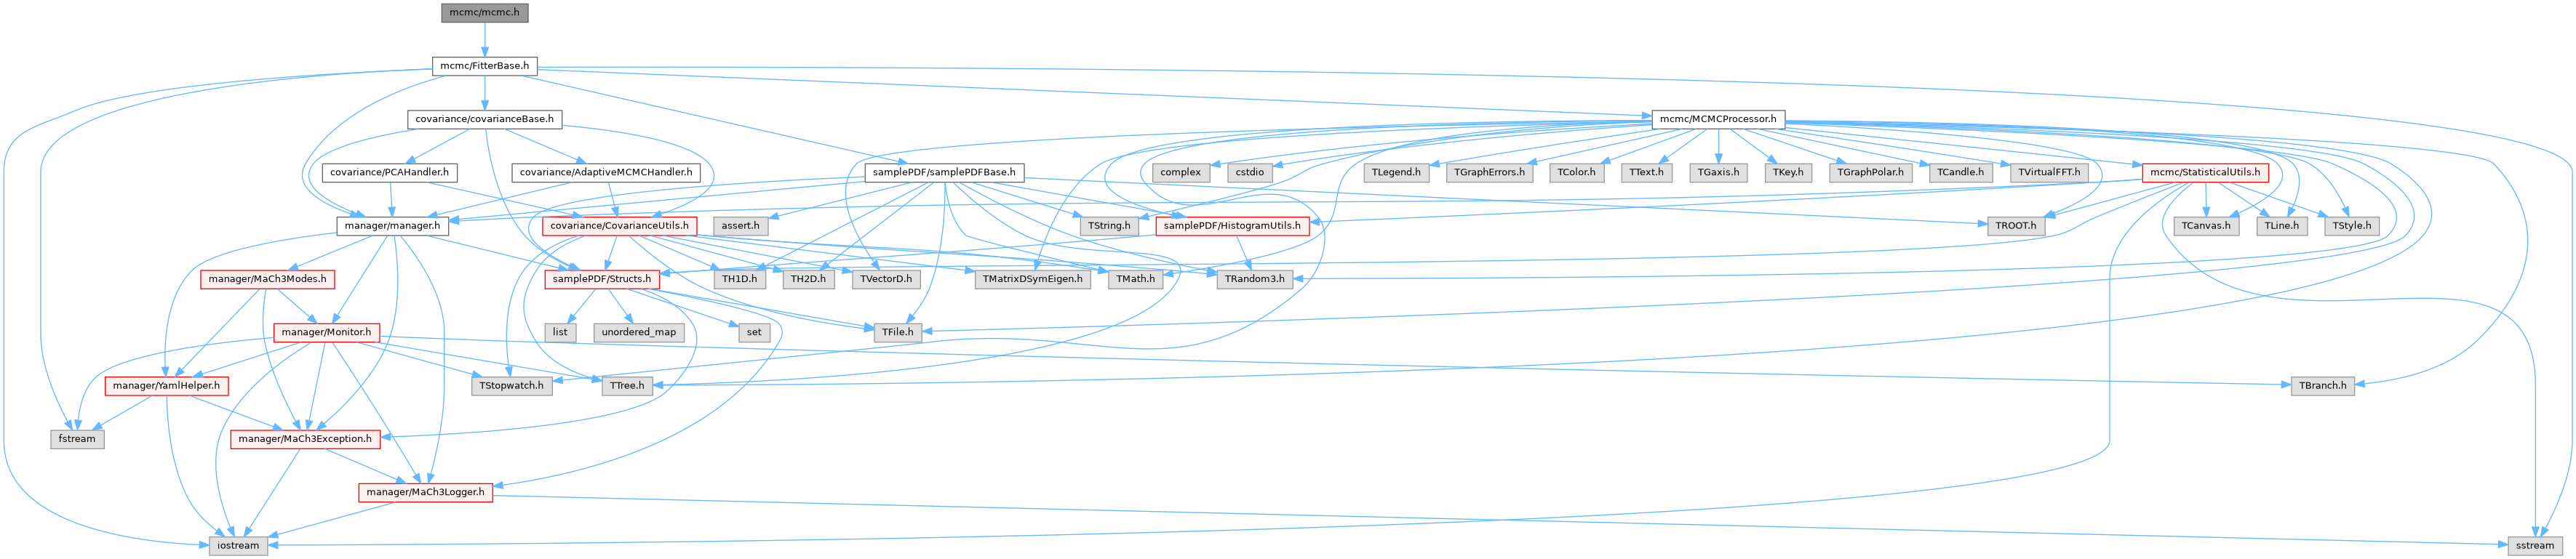 mcmc/mcmc.h
mcmc/FitterBase.h
covariance/covarianceBase.h
mcmc/MCMCProcessor.h
covariance/PCAHandler.h
covariance/AdaptiveMCMCHandler.h
samplePDF/samplePDFBase.h
complex
cstdio
TLegend.h
TGraphErrors.h
TColor.h
TText.h
TGaxis.h
TKey.h
TGraphPolar.h
TCandle.h
TVirtualFFT.h
mcmc/StatisticalUtils.h
manager/manager.h
covariance/CovarianceUtils.h
assert.h
TString.h
samplePDF/HistogramUtils.h
TROOT.h
TCanvas.h
TLine.h
TStyle.h
manager/MaCh3Modes.h
samplePDF/Structs.h
TH1D.h
TH2D.h
TVectorD.h
TMatrixDSymEigen.h
TMath.h
TRandom3.h
manager/Monitor.h
list
unordered_map
set
TFile.h
manager/YamlHelper.h
TStopwatch.h
TTree.h
TBranch.h
fstream
manager/MaCh3Exception.h
manager/MaCh3Logger.h
iostream
sstream